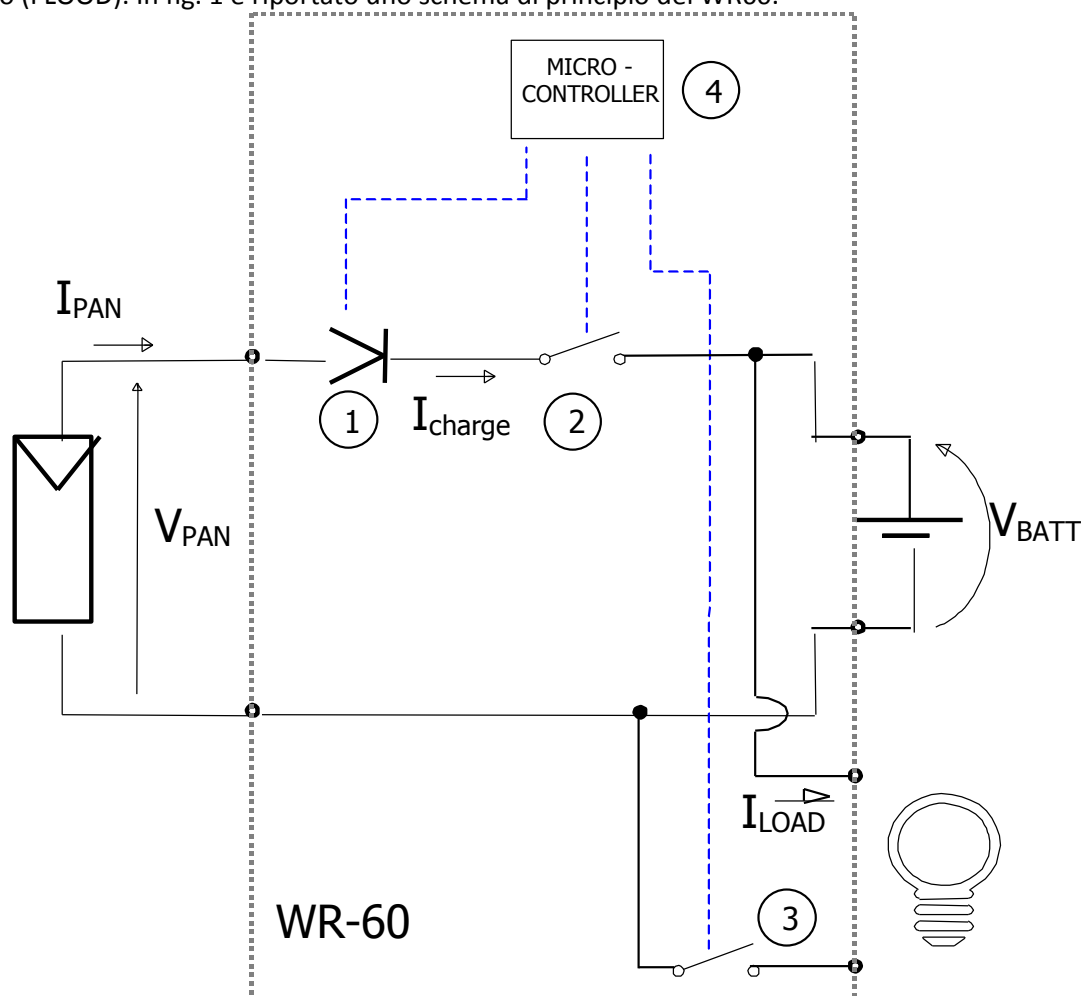 o (FLOOD). In fig. 1 è riportato uno schema di principio del WR60.
MICRO -
CONTROLLER
4
IPAN
1
Icharge
2
VPAN
VBATT
ILOAD
WR-60
3